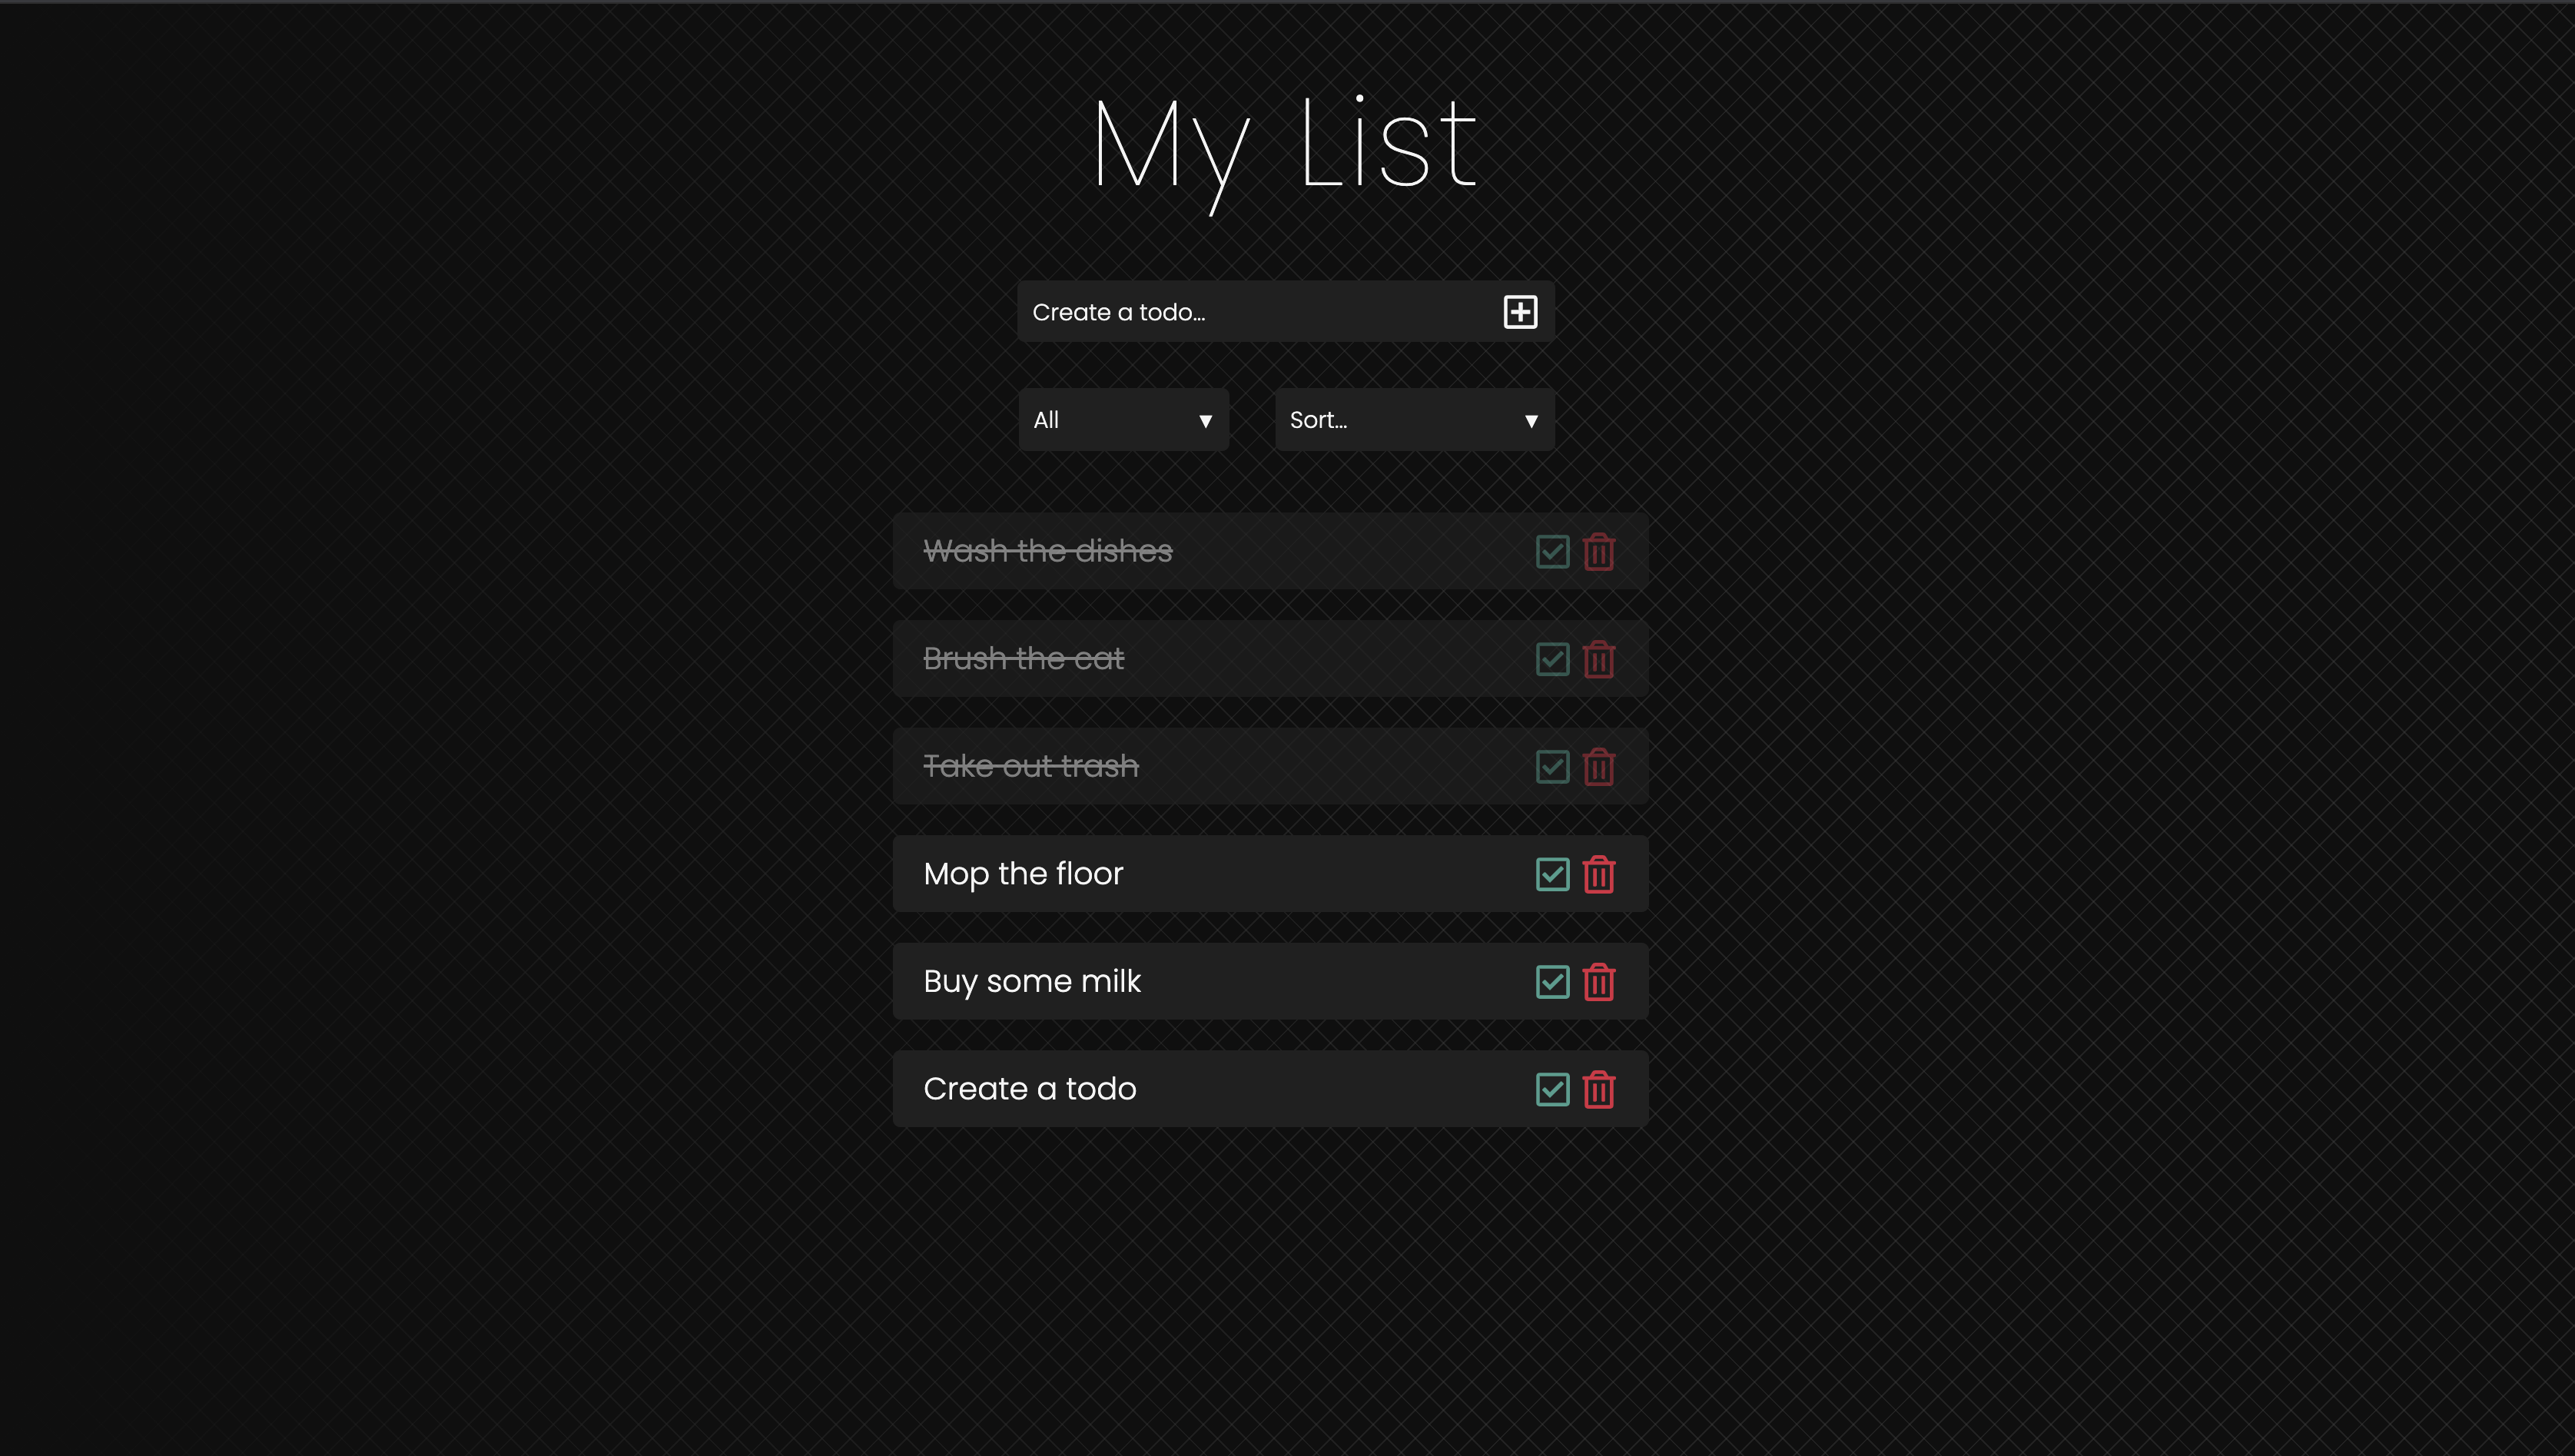 My List
Create a todo...
All ▼ Sort... ▼
Wash the dishes
Brush the cat
Take out trash
Mop the floor
Buy some milk
Create a todo